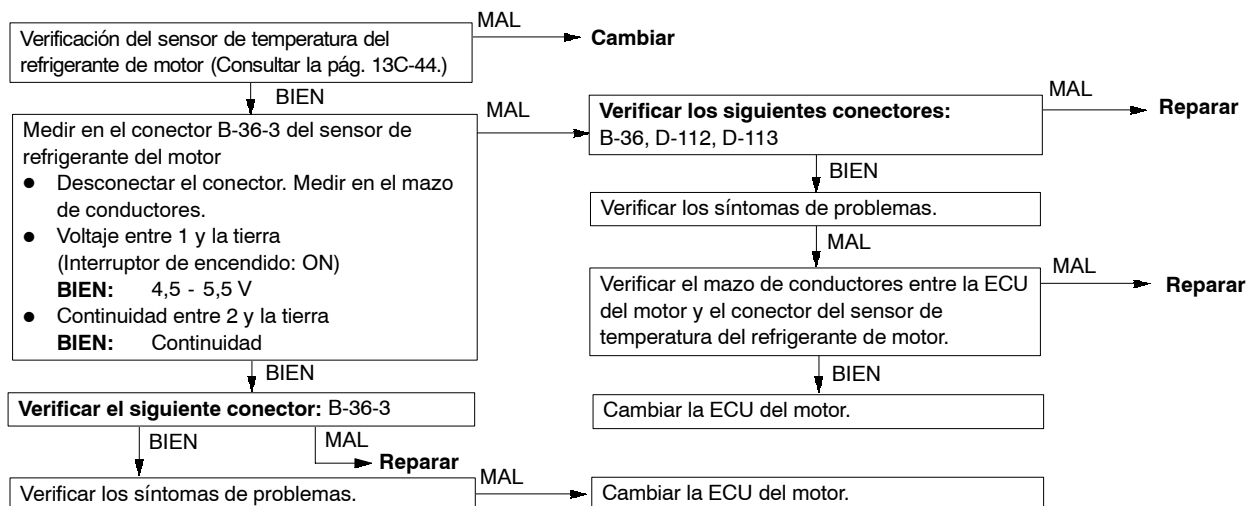 MAL
Verificación del sensor de temperatura del
refrigerante de motor (Consultar la pág. 13C-44.)
Cambiar
BIEN
MAL
Medir en el conector B-36-3 del sensor de
refrigerante del motor
● Desconectar el conector. Medir en el mazo
de conductores.
● Voltaje entre 1 y la tierra
(Interruptor de encendido: ON)
BIEN: 4,5 - 5,5 V
● Continuidad entre 2 y la tierra
BIEN: Continuidad
MAL
Verificar los siguientes conectores:
B-36, D-112, D-113
Reparar
BIEN
Verificar los síntomas de problemas.
MAL
MAL
Verificar el mazo de conductores entre la ECU
del motor y el conector del sensor de
temperatura del refrigerante de motor.
Reparar
BIEN
Cambiar la ECU del motor.
BIEN
Verificar el siguiente conector: B-36-3
BIEN
MAL
Reparar
MAL
Verificar los síntomas de problemas.
Cambiar la ECU del motor.